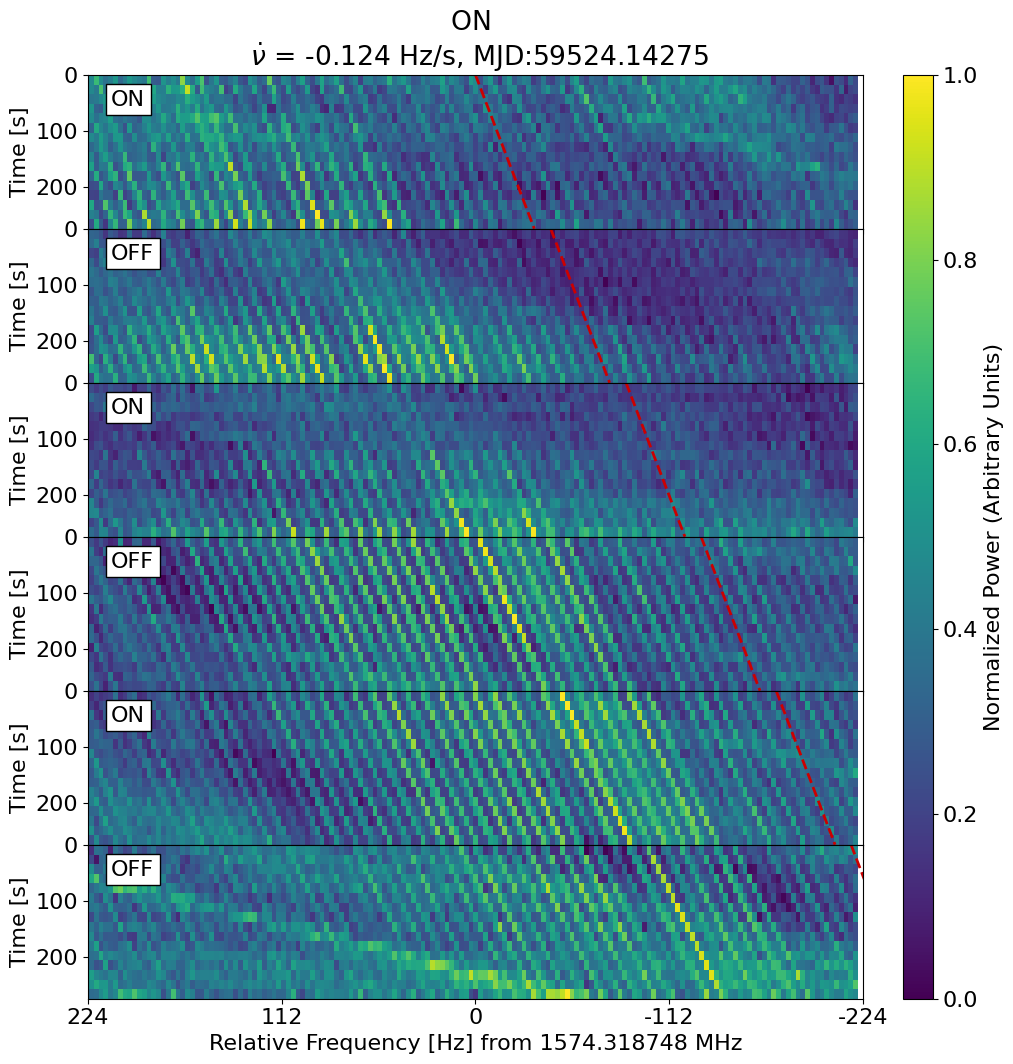 ON
ν̇ = -0.124 Hz/s, MJD:59524.14275
ON
OFF
ON
OFF
ON
OFF
Time [s]
0
100
200
Time [s]
0
100
200
Time [s]
0
100
200
Time [s]
0
100
200
Time [s]
0
100
200
Time [s]
0
100
200
224 112 0 -112 -224
Relative Frequency [Hz] from 1574.318748 MHz
1.0
0.8
0.6
0.4
0.2
0.0
Normalized Power (Arbitrary Units)